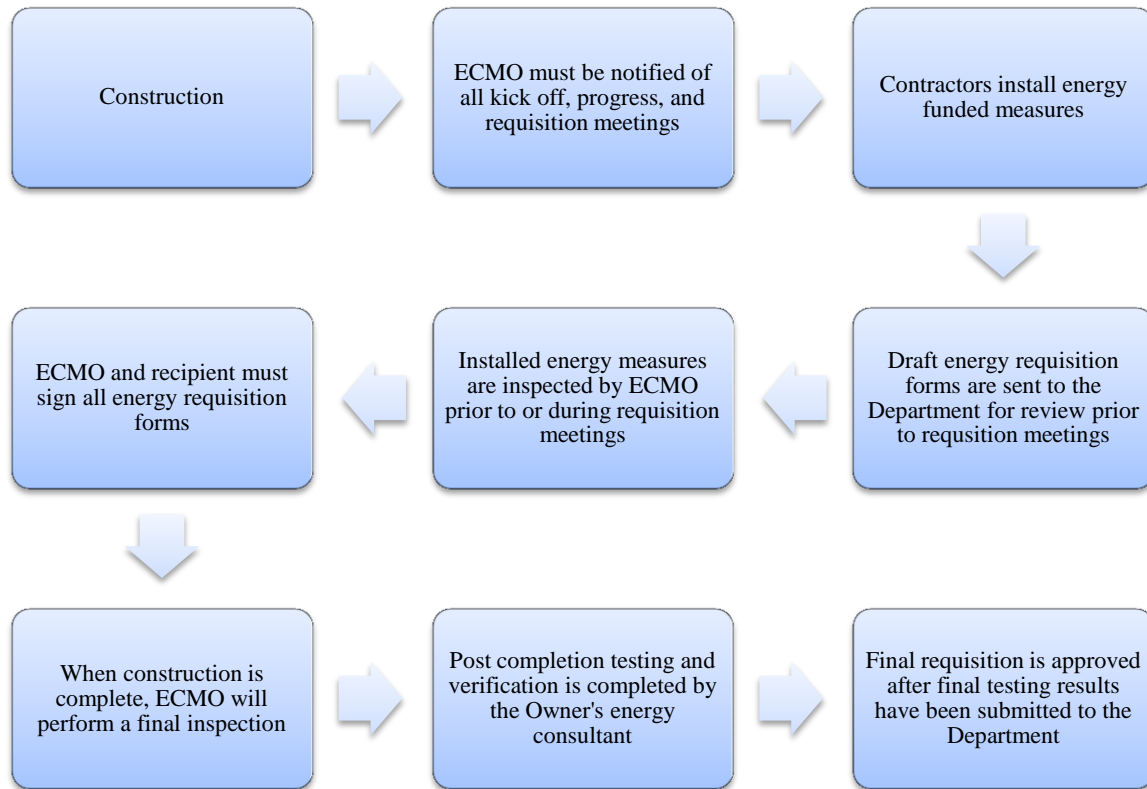 Construction
ECMO must be notified of
all kick off, progress, and
requisition meetings
Contractors install energy
funded measures
Draft energy requisition
forms are sent to the
Department for review prior
to requsition meetings
Installed energy measures
are inspected by ECMO
prior to or during requisition
meetings
ECMO and recipient must
sign all energy requisition
forms
When construction is
complete, ECMO will
perform a final inspection
Post completion testing and
verification is completed by
the Owner's energy
consultant
Final requisition is approved
after final testing results
have been submitted to the
Department